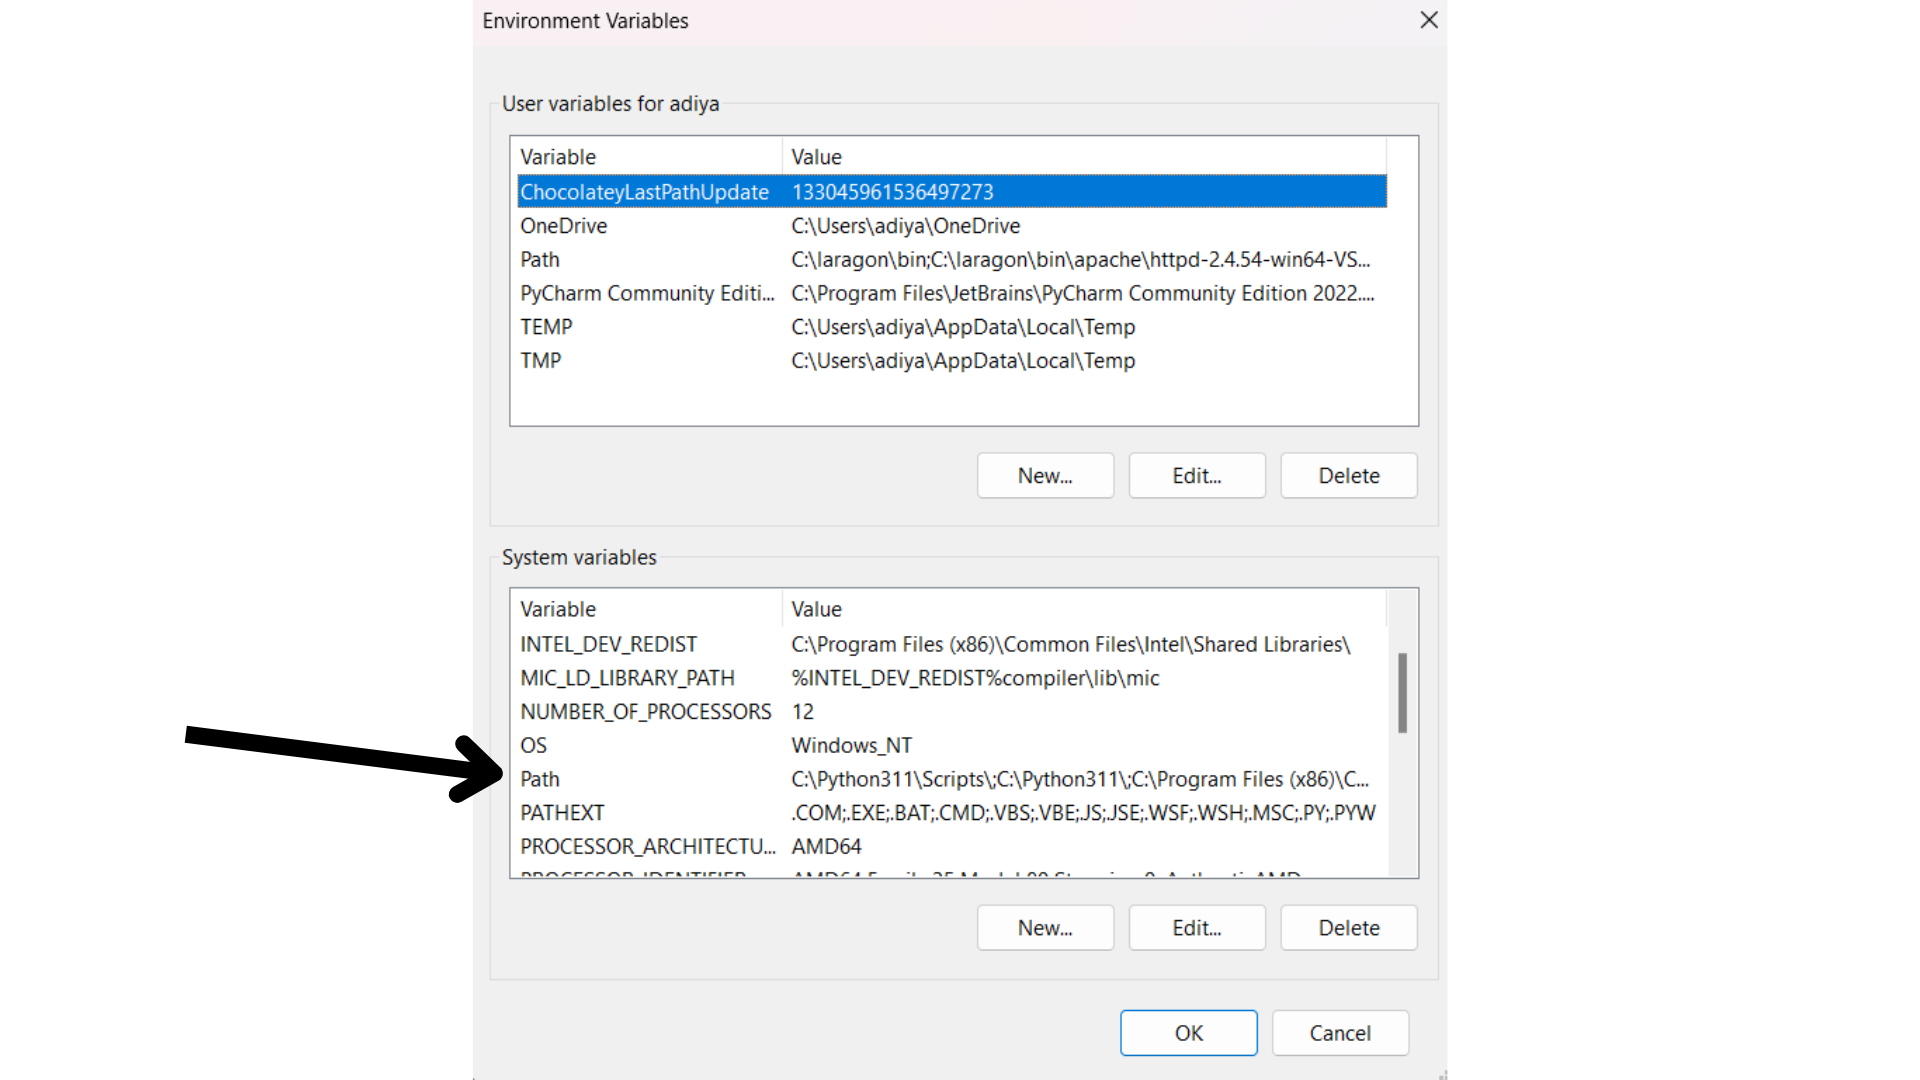 Environment Variables
User variables for adiya
Variable Value
ChocolateyLastPathUpdate 133045961536497273
OneDrive C:\Users\adiya\OneDrive
Path C:\laragon\bin;C:\laragon\bin\apache\httpd-2.4.54-win64-VS...
PyCharm Community Editi... C:\Program Files\JetBrains\PyCharm Community Edition 2022....
TEMP C:\Users\adiya\AppData\Local\Temp
TMP C:\Users\adiya\AppData\Local\Temp
New... Edit... Delete
System variables
Variable Value
INTEL_DEV_REDIST C:\Program Files (x86)\Common Files\Intel\Shared Libraries\
MIC_LD_LIBRARY_PATH %INTEL_DEV_REDIST%compiler\lib\mic
NUMBER_OF_PROCESSORS 12
OS Windows_NT
Path C:\Python311\Scripts\;C:\Python311\;C:\Program Files (x86)\C...
PATHEXT .COM;.EXE;.BAT;.CMD;.VBS;.VBE;.JS;.JSE;.WSF;.WSH;.MSC;.PY;.PYW
PROCESSOR_ARCHITECTU... AMD64
PROCESSOR_IDENTIFIER AMD64
New... Edit... Delete
OK Cancel